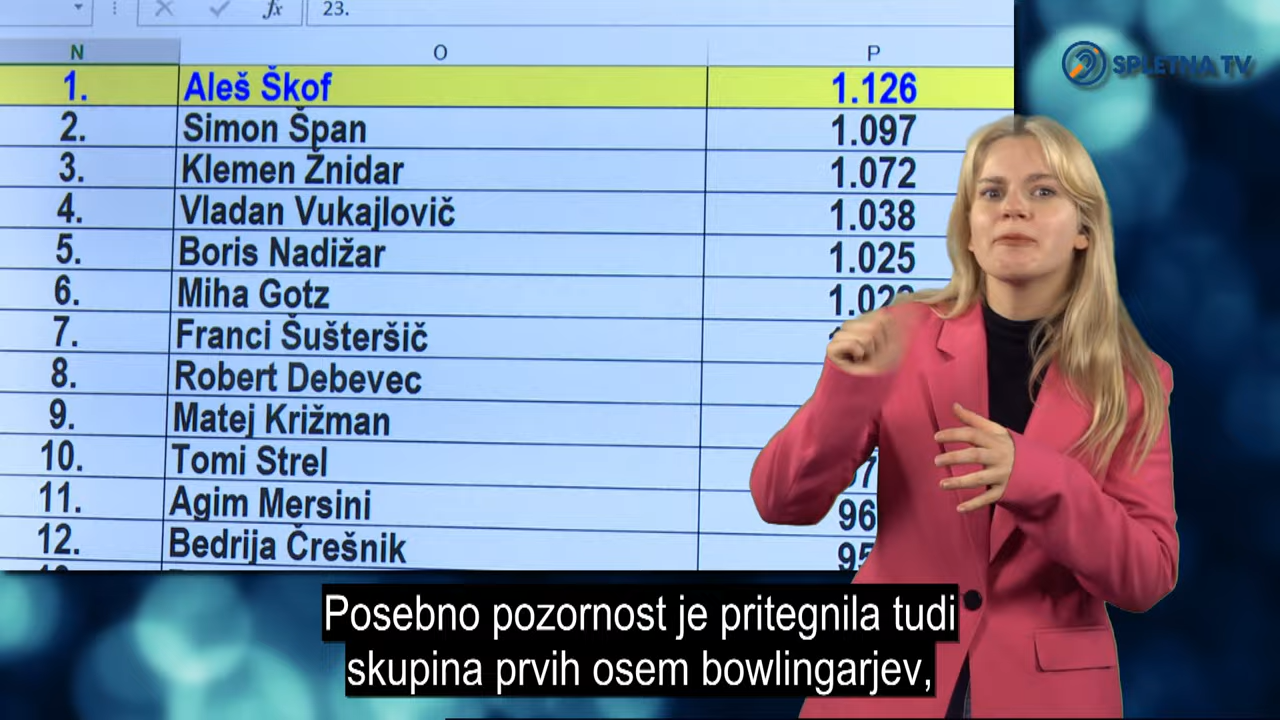 fx 23.
N O P
1. Aleš Škof 1.126
2. Simon Špan 1.097
3. Klemen Žnidar 1.072
4. Vladan Vukajlovič 1.038
5. Boris Nadižar 1.025
6. Miha Gotz
7. Franci Šušteršič
8. Robert Debevec
9. Matej Križman
10. Tomi Strel
11. Agim Mersini
12. Bedrija Črešnik
SPLETNA TV
Posebno pozornost je pritegnila tudi
skupina prvih osem bowlingarjev,